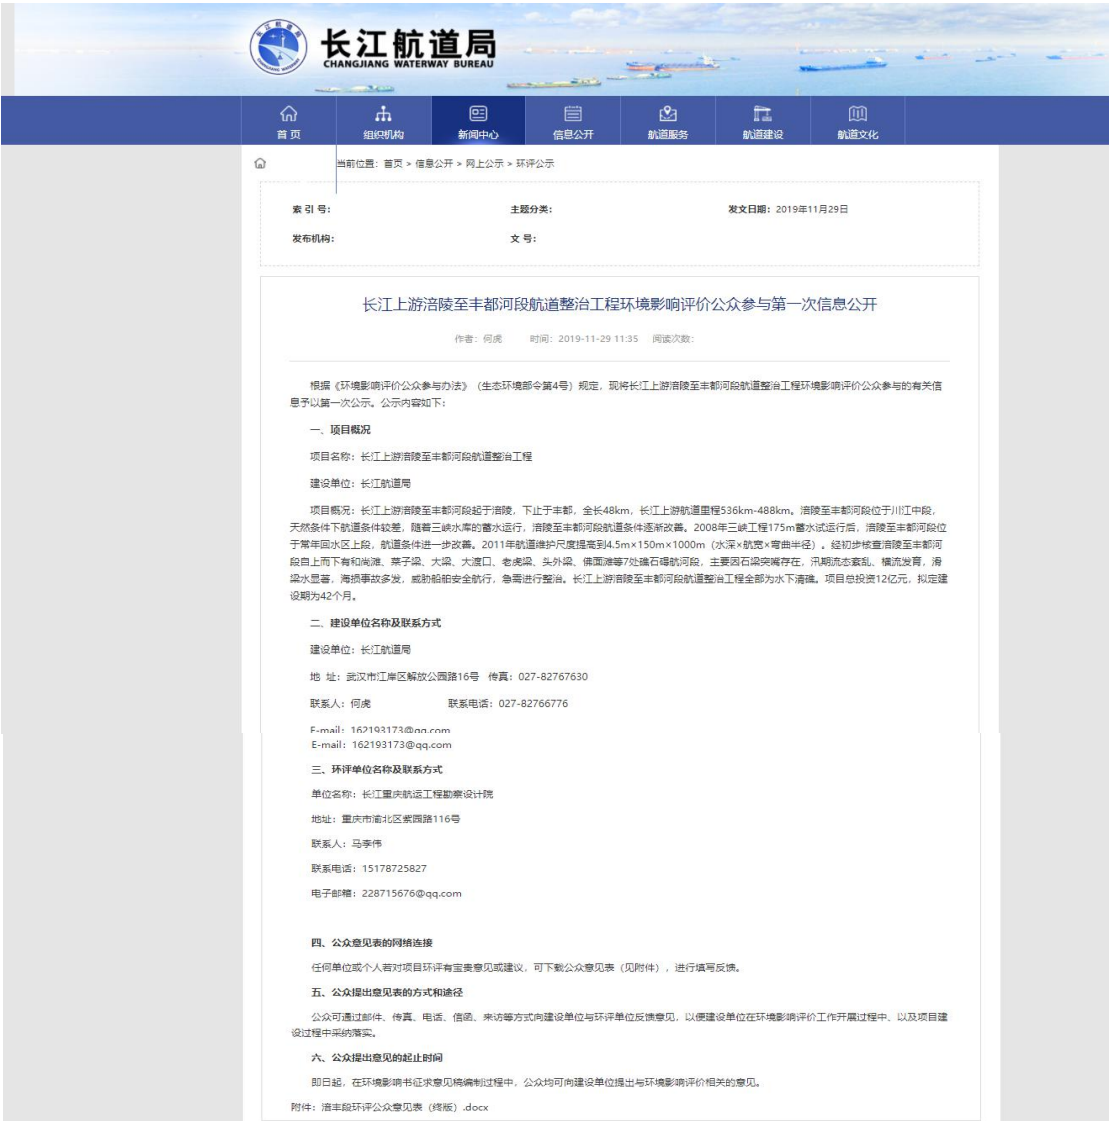 长江航道局
CHANGJIANG WATERWAY BUREAU
首页 组织机构 新闻中心 信息公开 航道服务 航道建设 航道文化
当前位置：首页 > 信息公开 > 网上公示 > 环评公示
索 引 号： 主题分类： 发文日期：2019年11月29日
发布机构： 文 号：
长江上游涪陵至丰都河段航道整治工程环境影响评价公众参与第一次信息公开
作者：何虎 时间：2019-11-29 11:35 阅读次数：
根据《环境影响评价公众参与办法》（生态环境部令第4号）规定，现将长江上游涪陵至丰都河段航道整治工程环境影响评价公众参与的有关信
息予以第一次公示。公示内容如下：
一、项目概况
项目名称：长江上游涪陵至丰都河段航道整治工程
建设单位：长江航道局
项目概况：长江上游涪陵至丰都河段起于涪陵，下止于丰都，全长48km，长江上游航道里程536km-488km。涪陵至丰都河段位于川江中段，
天然条件下航道条件较差，随着三峡水库的蓄水运行，涪陵至丰都河段航道条件逐渐改善。2008年三峡工程175m蓄水试运行后，涪陵至丰都河段位
于常年回水区上段，航道条件进一步改善。2011年航道维护尺度提高到4.5m×150m×1000m（水深×航宽×弯曲半径）。经初步核查涪陵至丰都河
段自上而下有和尚滩、菜子梁、大梁、大渡口、老虎梁、头外梁、佛面滩等7处礁石碍航河段，主要因石梁突嘴存在，汛期流态紊乱、横流发育，滑
梁水显著，海损事故多发，威胁船舶安全航行，急需进行整治。长江上游涪陵至丰都河段航道整治工程全部为水下清礁。项目总投资12亿元，拟定建
设期为42个月。
二、建设单位名称及联系方式
建设单位：长江航道局
地 址：武汉市江岸区解放公园路16号 传真：027-82767630
联系人：何虎 联系电话：027-82766776
E-mail：162193173@qq.com
E-mail：162193173@qq.com
三、环评单位名称及联系方式
单位名称：长江重庆航运工程勘察设计院
地址：重庆市渝北区紫园路116号
联系人：马李伟
联系电话：15178725827
电子邮箱：228715676@qq.com
四、公众意见表的网络连接
任何单位或个人若对项目环评有宝贵意见或建议，可下载公众意见表（见附件），进行填写反馈。
五、公众提出意见表的方式和途径
公众可通过邮件、传真、电话、信函、来访等方式向建设单位与环评单位反馈意见，以便建设单位在环境影响评价工作开展过程中、以及项目建
设过程中采纳落实。
六、公众提出意见的起止时间
即日起，在环境影响书征求意见稿编制过程中，公众均可向建设单位提出与环境影响评价相关的意见。
附件：涪丰段环评公众意见表（终版）.docx